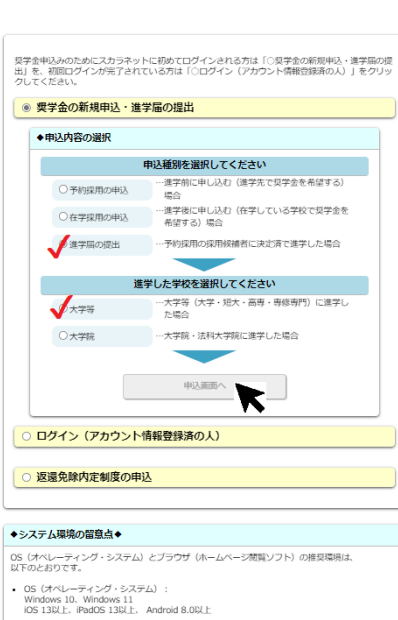 奨学金申込みのためにスカラネットに初めてログインされる方は「○奨学金の新規申込・進学届の提
出」を、初回ログインが完了されている方は「○ログイン（アカウント情報登録済の人）」をクリッ
クしてください。
奨学金の新規申込・進学届の提出
◆申込内容の選択
申込種別を選択してください
予約採用の申込
…進学前に申し込む（進学先で奨学金を希望する）
場合
在学採用の申込
…進学後に申し込む（在学している学校で奨学金を
希望する）場合
進学届の提出
…予約採用の採用候補者に決定済で進学した場合
進学した学校を選択してください
大学等
…大学等（大学・短大・高専・専修専門）に進学し
た場合
大学院
…大学院・法科大学院に進学した場合
申込画面へ
ログイン（アカウント情報登録済の人）
返還免除内定制度の申込
◆システム環境の留意点◆
OS（オペレーティング・システム）とブラウザ（ホームページ閲覧ソフト）の推奨環境は、
以下のとおりです。
• OS（オペレーティング・システム）：
Windows 10、Windows 11
iOS 13以上、iPadOS 13以上、 Android 8.0以上